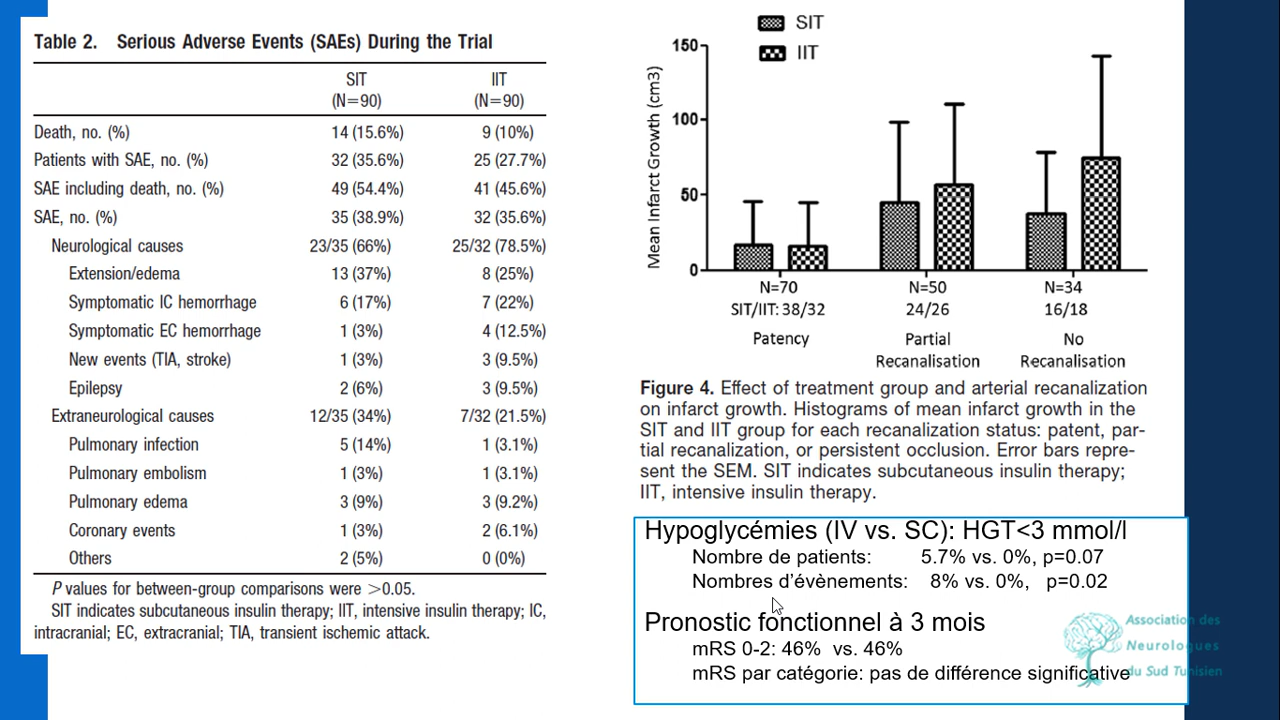 Table 2. Serious Adverse Events (SAEs) During the Trial
SIT IIT
(N=90) (N=90)
Death, no. (%) 14 (15.6%) 9 (10%)
Patients with SAE, no. (%) 32 (35.6%) 25 (27.7%)
SAE including death, no. (%) 49 (54.4%) 41 (45.6%)
SAE, no. (%) 35 (38.9%) 32 (35.6%)
Neurological causes 23/35 (66%) 25/32 (78.5%)
Extension/edema 13 (37%) 8 (25%)
Symptomatic IC hemorrhage 6 (17%) 7 (22%)
Symptomatic EC hemorrhage 1 (3%) 4 (12.5%)
New events (TIA, stroke) 1 (3%) 3 (9.5%)
Epilepsy 2 (6%) 3 (9.5%)
Extraneurological causes 12/35 (34%) 7/32 (21.5%)
Pulmonary infection 5 (14%) 1 (3.1%)
Pulmonary embolism 1 (3%) 1 (3.1%)
Pulmonary edema 3 (9%) 3 (9.2%)
Coronary events 1 (3%) 2 (6.1%)
Others 2 (5%) 0 (0%)
P values for between-group comparisons were >0.05.
SIT indicates subcutaneous insulin therapy; IIT, intensive insulin therapy; IC,
intracranial; EC, extracranial; TIA, transient ischemic attack.
SIT
IIT
Mean Infarct Growth (cm3)
150
100
50
0
N=70 N=50 N=34
SIT/IIT: 38/32 24/26 16/18
Patency Partial No
Recanalisation Recanalisation
Figure 4. Effect of treatment group and arterial recanalization
on infarct growth. Histograms of mean infarct growth in the
SIT and IIT group for each recanalization status: patent, par-
tial recanalization, or persistent occlusion. Error bars repre-
sent the SEM. SIT indicates subcutaneous insulin therapy;
IIT, intensive insulin therapy.
Hypoglycémies (IV vs. SC): HGT<3 mmol/l
Nombre de patients: 5.7% vs. 0%, p=0.07
Nombres d’évènements: 8% vs. 0%, p=0.02
Pronostic fonctionnel à 3 mois
mRS 0-2: 46% vs. 46%
mRS par catégorie: pas de différence significative
Association des
Neurologues
du Sud Tunisien